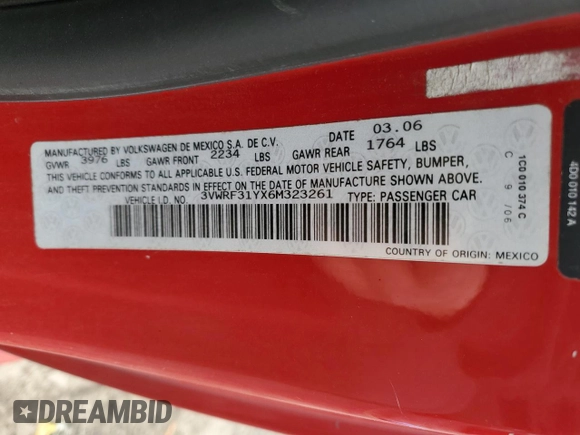 MANUFACTURED BY VOLKSWAGEN DE MEXICO S.A. DE C.V. DATE 03.06
GVWR 3976 LBS GAWR FRONT 2234 LBS GAWR REAR 1764 LBS
THIS VEHICLE CONFORMS TO ALL APPLICABLE U.S. FEDERAL MOTOR VEHICLE SAFETY, BUMPER,
AND THEFT PREVENTION STANDARDS IN EFFECT ON THE DATE OF MANUFACTURE SHOWN ABOVE.
VEHICLE I.D. NO. 3VWRF31YX6M323261 TYPE: PASSENGER CAR
COUNTRY OF ORIGIN: MEXICO
1C0 010 374 C
C 9/06
4D0 010 142 A
DREAMBID